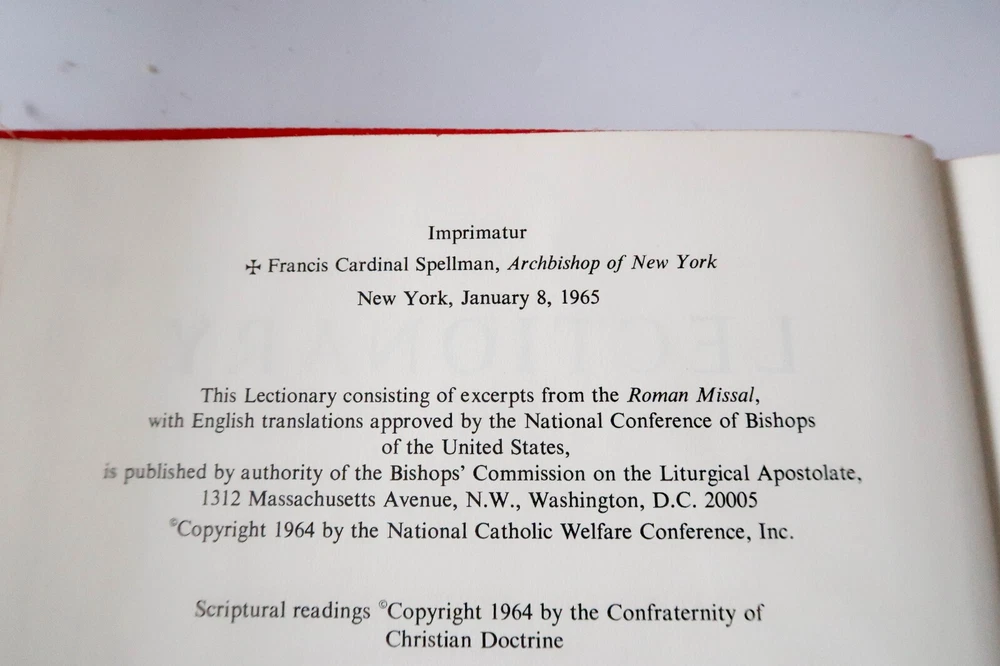 Imprimatur
✠ Francis Cardinal Spellman, Archbishop of New York
New York, January 8, 1965
LECTIONARY
This Lectionary consisting of excerpts from the Roman Missal,
with English translations approved by the National Conference of Bishops
of the United States,
is published by authority of the Bishops' Commission on the Liturgical Apostolate,
1312 Massachusetts Avenue, N.W., Washington, D.C. 20005
©Copyright 1964 by the National Catholic Welfare Conference, Inc.
Scriptural readings ©Copyright 1964 by the Confraternity of
Christian Doctrine